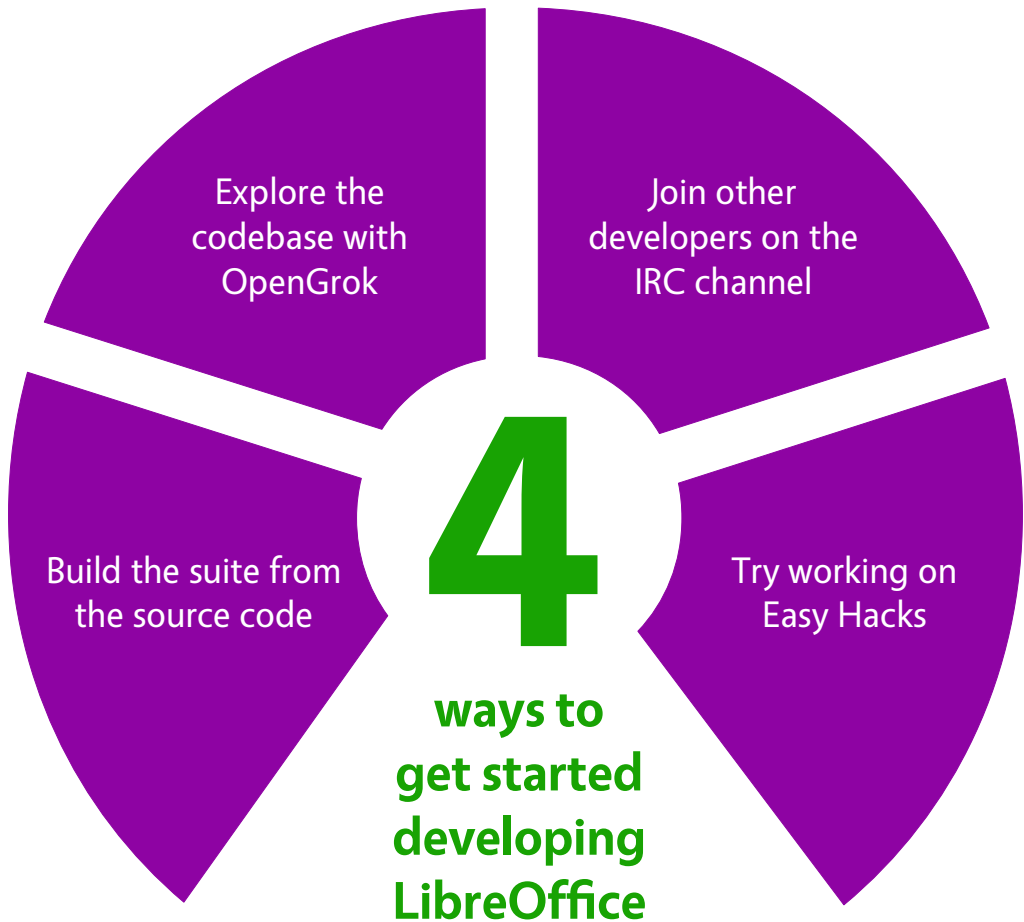 Explore the
codebase with
OpenGrok
Join other
developers on the
IRC channel
Build the suite from
the source code
Try working on
Easy Hacks
4
ways to
get started
developing
LibreOffice